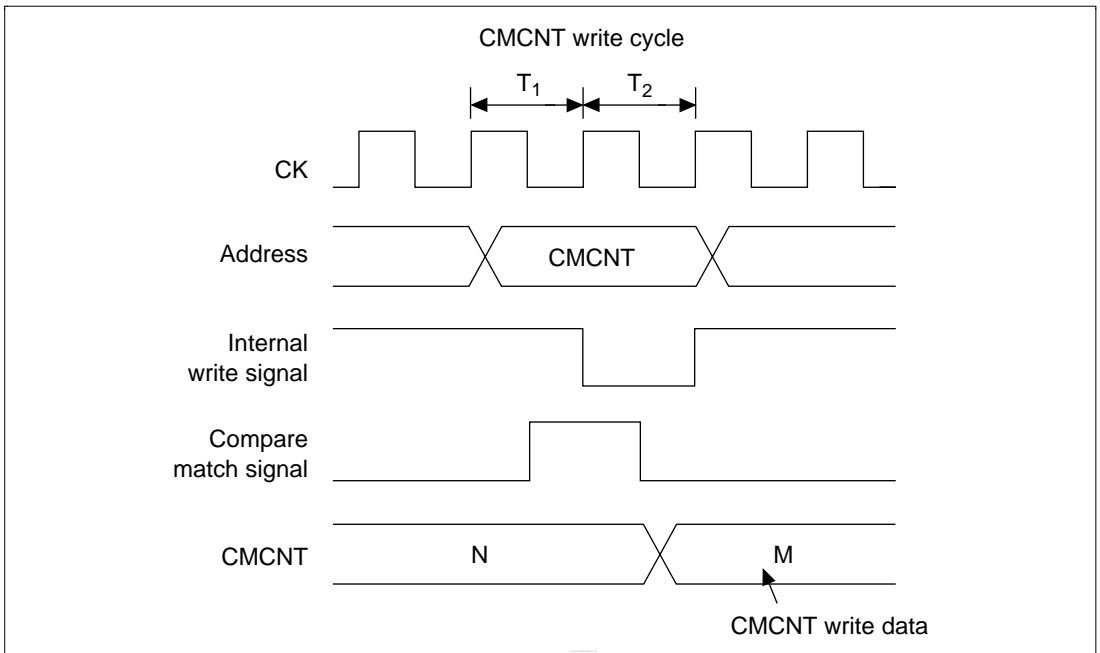 CMCNT write cycle
T1 T2
CK
Address
CMCNT
Internal
write signal
Compare
match signal
CMCNT
N
M
CMCNT write data